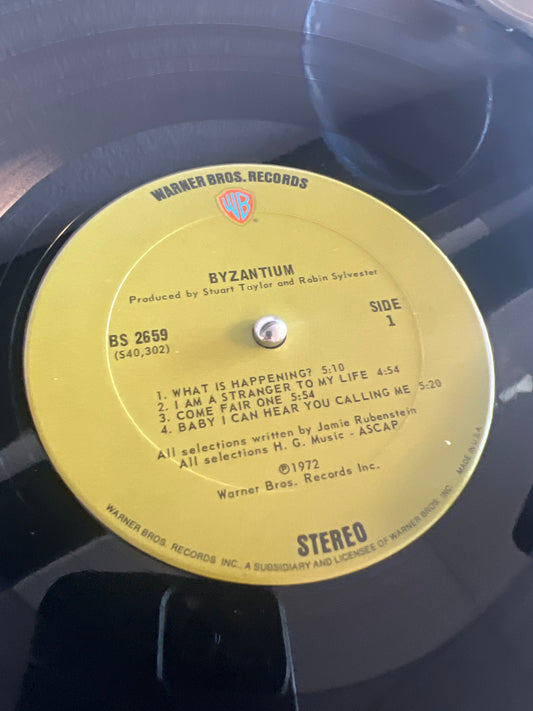 WARNER BROS. RECORDS
WB
BYZANTIUM
Produced by Stuart Taylor and Robin Sylvester
BS 2659
(S40,302)
SIDE
1
1. WHAT IS HAPPENING? 5:10
2. I AM A STRANGER TO MY LIFE 4:54
3. COME FAIR ONE 5:54
4. BABY I CAN HEAR YOU CALLING ME 5:20
All selections written by Jamie Rubenstein
All selections H. G. Music - ASCAP
℗1972
Warner Bros. Records Inc.
STEREO
WARNER BROS. RECORDS INC., A SUBSIDIARY AND LICENSEE OF WARNER BROS. INC.
MADE IN U.S.A.